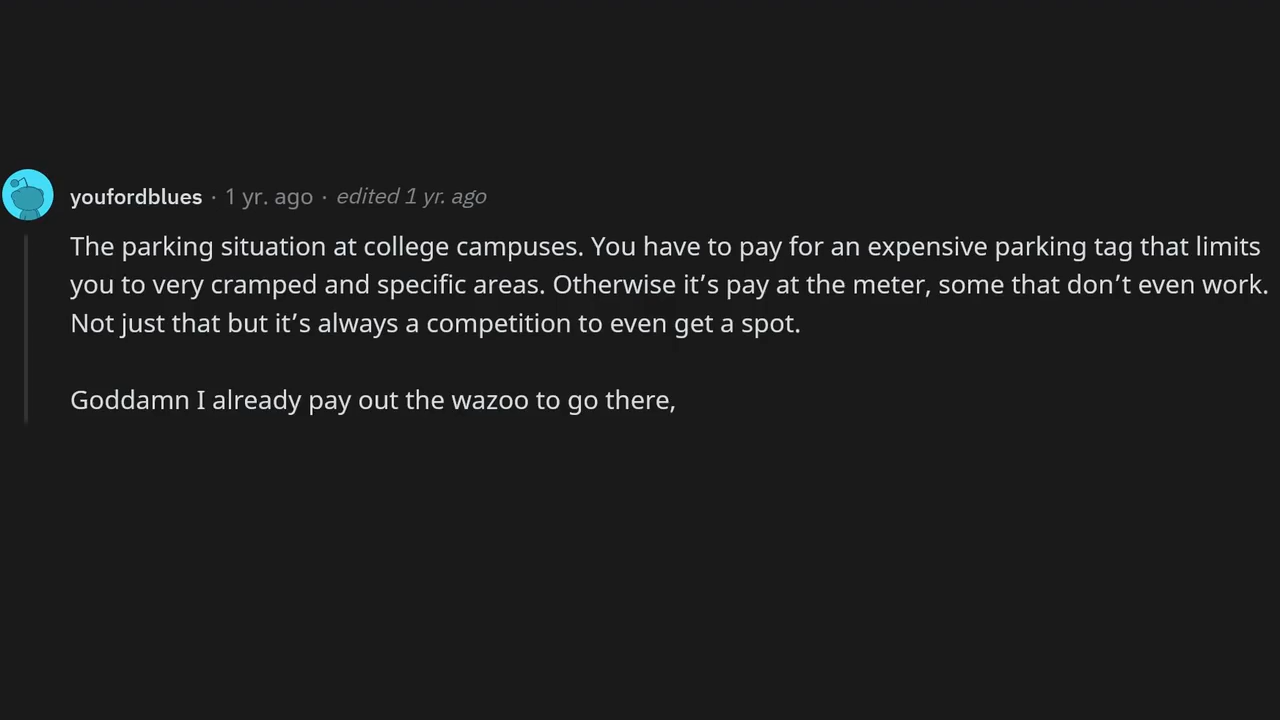 youfordblues · 1 yr. ago · edited 1 yr. ago
The parking situation at college campuses. You have to pay for an expensive parking tag that limits
you to very cramped and specific areas. Otherwise it’s pay at the meter, some that don’t even work.
Not just that but it’s always a competition to even get a spot.
Goddamn I already pay out the wazoo to go there,